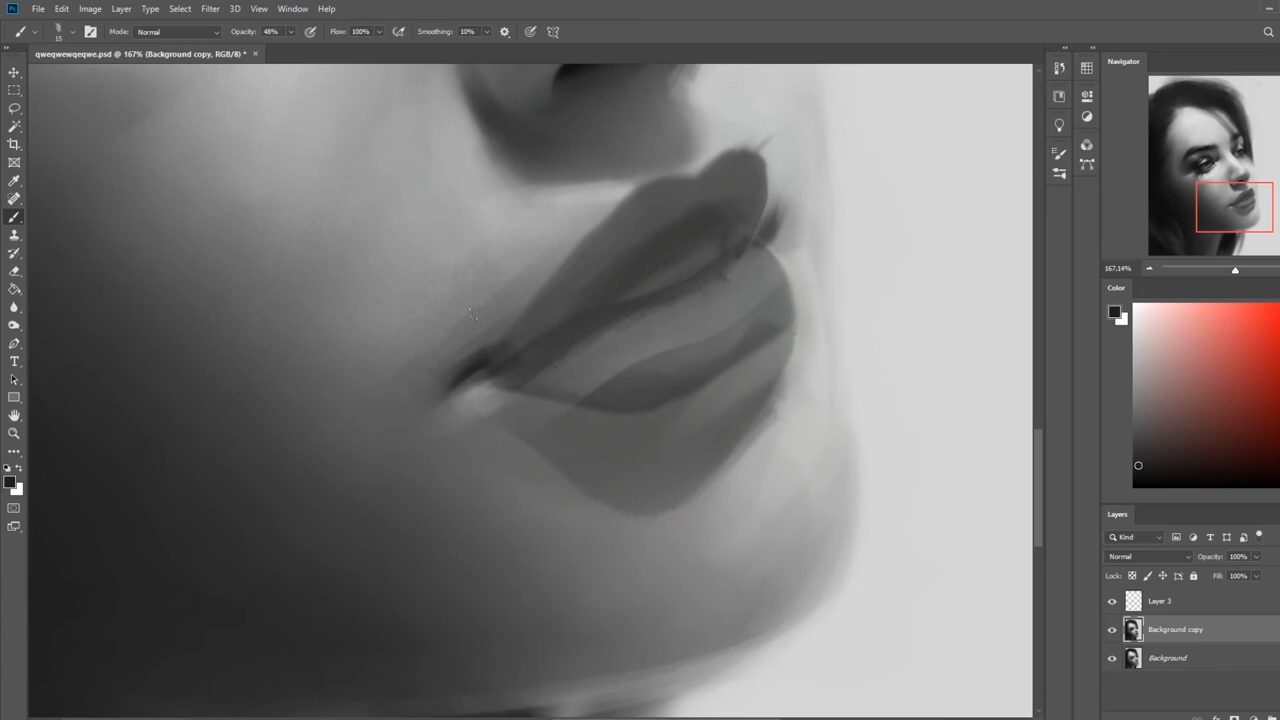 Ps File Edit Image Layer Type Select Filter 3D View Window Help
15 Mode: Normal Opacity: 48% Flow: 100% Smoothing: 10%
qweqwewqeqwe.psd @ 167% (Background copy, RGB/8) * ×
Navigator
167.14%
Color
Layers
Kind
Normal Opacity: 100%
Lock: Fill: 100%
Layer 3
Background copy
Background